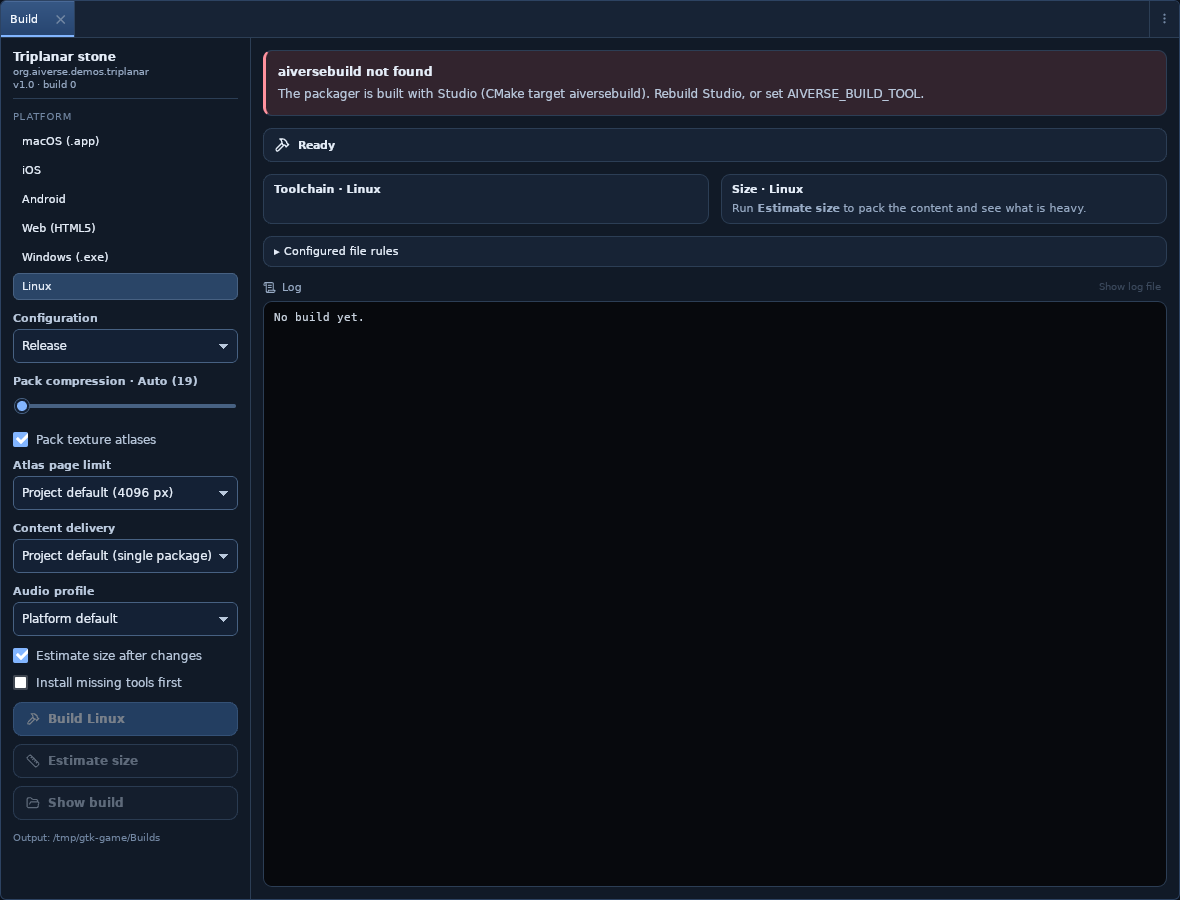 Build
Triplanar stone
org.aiverse.demos.triplanar
v1.0 · build 0
PLATFORM
macOS (.app)
iOS
Android
Web (HTML5)
Windows (.exe)
Linux
Configuration
Release
Pack compression · Auto (19)
Pack texture atlases
Atlas page limit
Project default (4096 px)
Content delivery
Project default (single package)
Audio profile
Platform default
Estimate size after changes
Install missing tools first
Build Linux
Estimate size
Show build
Output: /tmp/gtk-game/Builds
aiversebuild not found
The packager is built with Studio (CMake target aiversebuild). Rebuild Studio, or set AIVERSE_BUILD_TOOL.
Ready
Toolchain · Linux
Size · Linux
Run Estimate size to pack the content and see what is heavy.
▸ Configured file rules
Log
Show log file
No build yet.